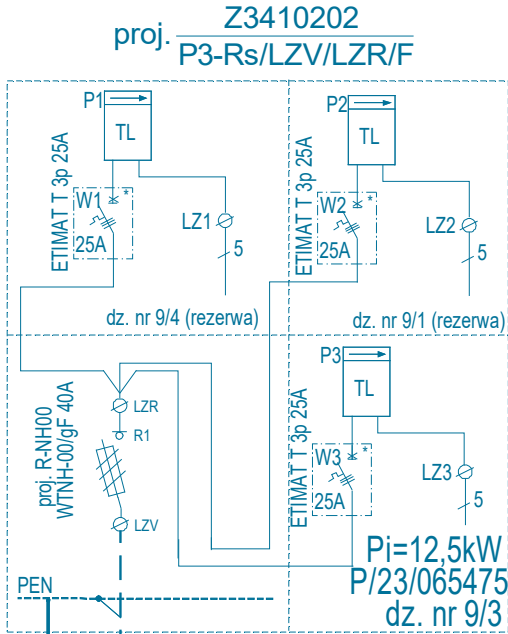 proj. Z3410202
P3-Rs/LZV/LZR/F
P1
TL
ETIMAT T 3p 25A
W1
*
25A
LZ1
5
dz. nr 9/4 (rezerwa)
P2
TL
ETIMAT T 3p 25A
W2
*
25A
LZ2
5
dz. nr 9/1 (rezerwa)
LZR
R1
proj. R-NH00
WTNH-00/gF 40A
LZV
PEN
P3
TL
ETIMAT T 3p 25A
W3
*
25A
LZ3
5
Pi=12,5kW
P/23/065475
dz. nr 9/3